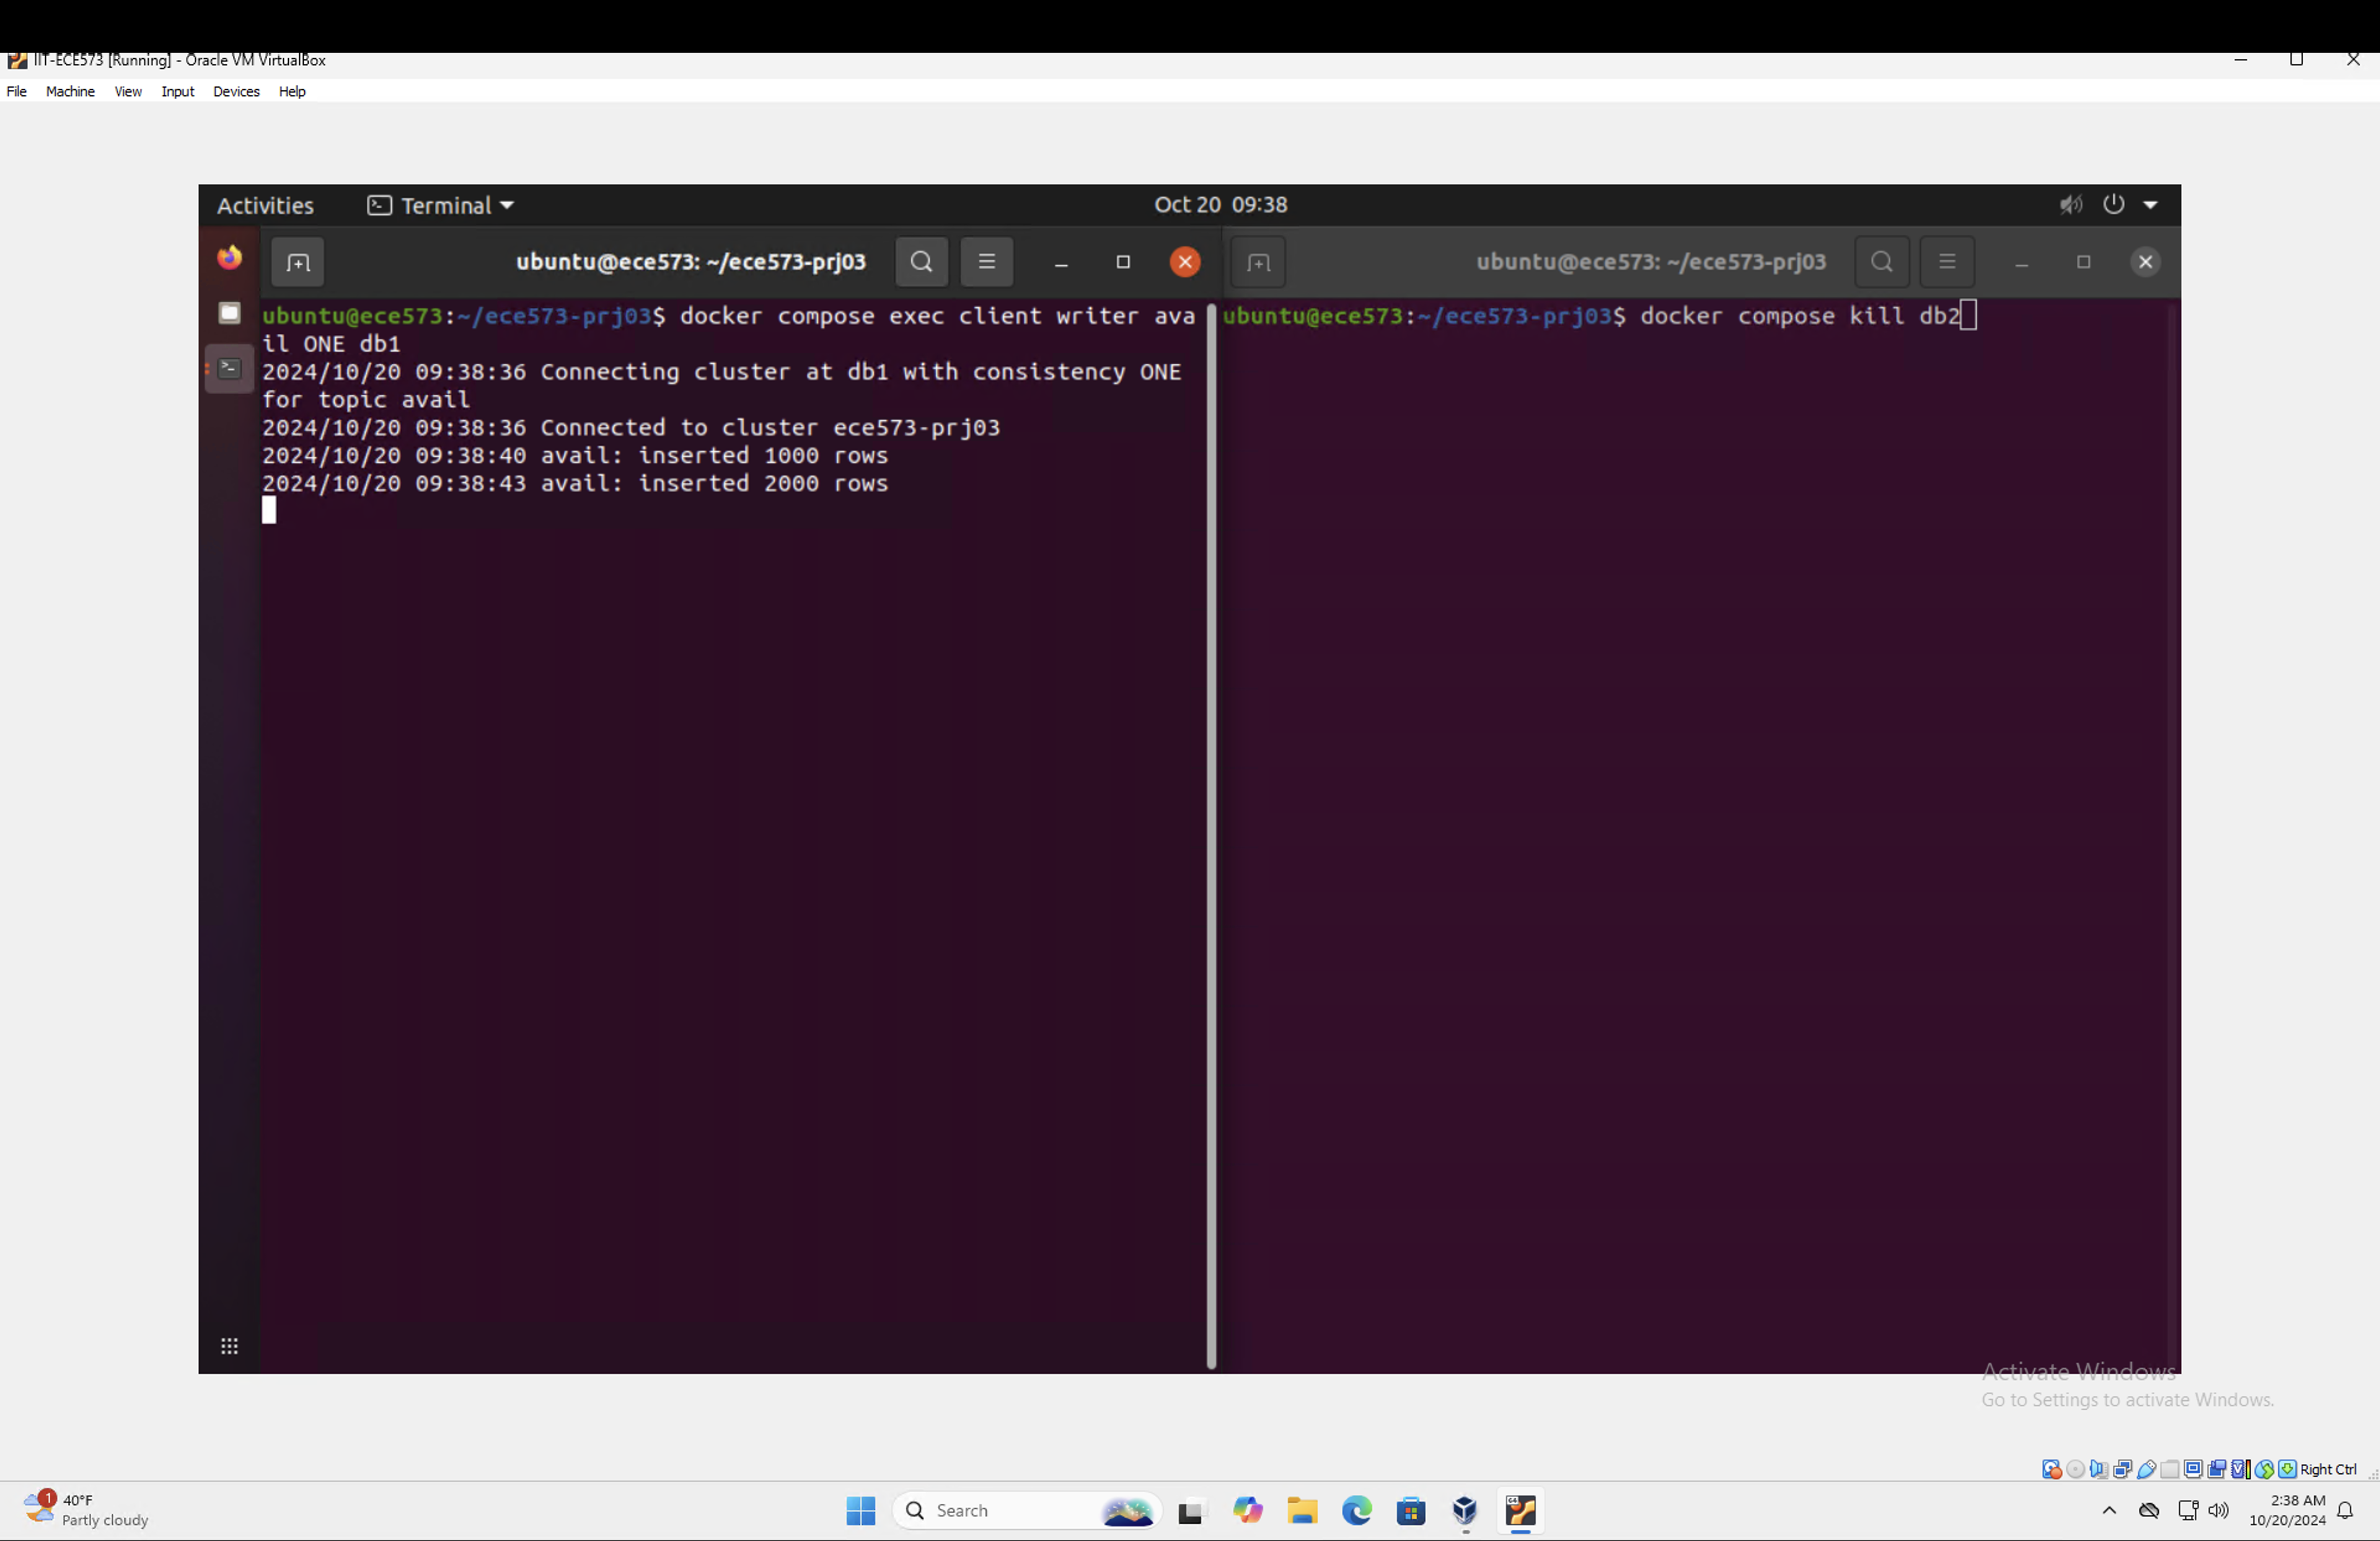 IIT-ECE573 [Running] - Oracle VM VirtualBox
File Machine View Input Devices Help
Activities Terminal Oct 20 09:38
ubuntu@ece573: ~/ece573-prj03
ubuntu@ece573:~/ece573-prj03$ docker compose exec client writer ava
il ONE db1
2024/10/20 09:38:36 Connecting cluster at db1 with consistency ONE
for topic avail
2024/10/20 09:38:36 Connected to cluster ece573-prj03
2024/10/20 09:38:40 avail: inserted 1000 rows
2024/10/20 09:38:43 avail: inserted 2000 rows
ubuntu@ece573: ~/ece573-prj03
ubuntu@ece573:~/ece573-prj03$ docker compose kill db2
Activate Windows
Go to Settings to activate Windows.
Right Ctrl
1
40°F
Partly cloudy
Search
2:38 AM
10/20/2024